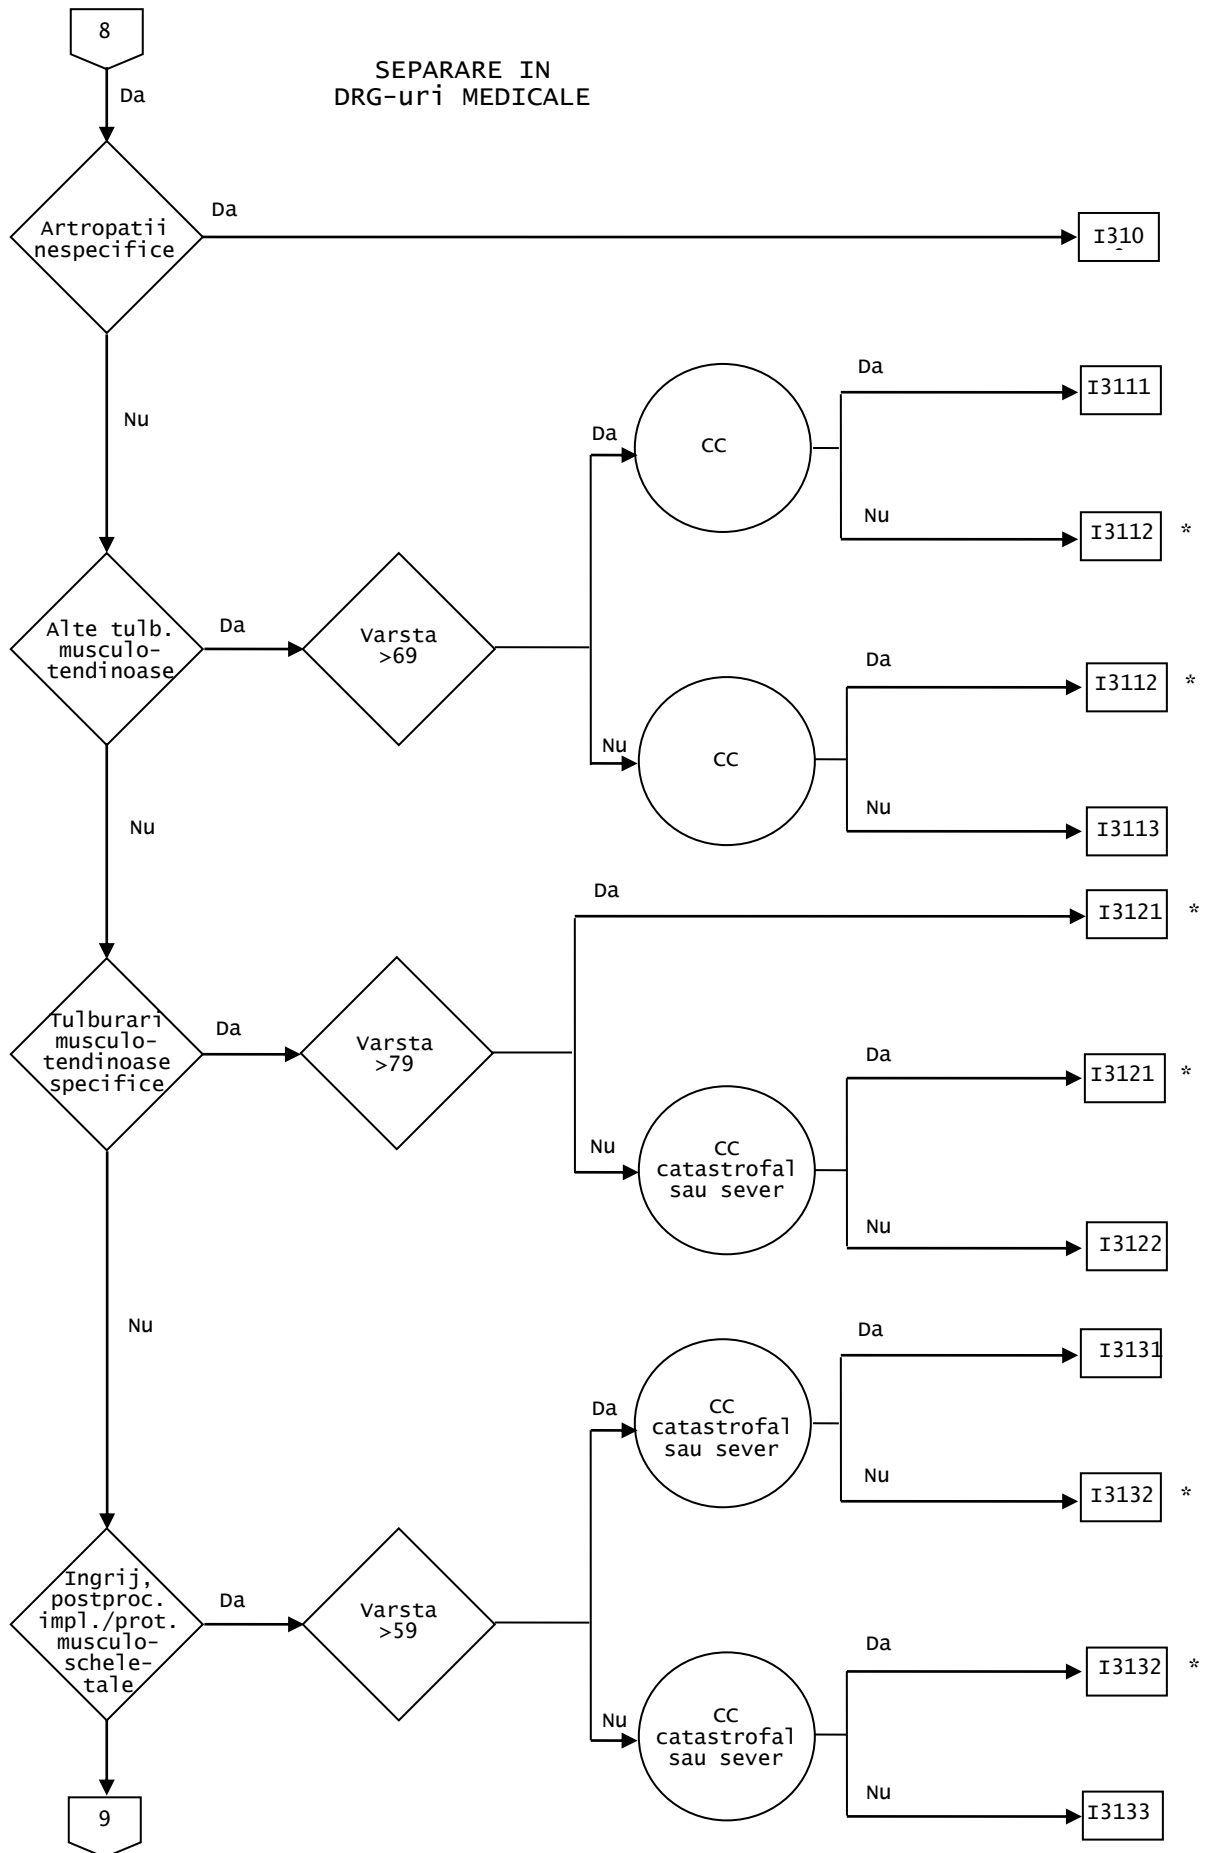 8
SEPARARE IN
DRG-uri MEDICALE
Da
Artropatii
nespecifice
Da
I310
Nu
Da
CC
Da
I3111
Nu
I3112 *
Alte tulb.
musculo-
tendinoase
Da
Varsta
>69
Nu
CC
Da
I3112 *
Nu
I3113
Nu
Da
I3121 *
Tulburari
musculo-
tendinoase
specifice
Da
Varsta
>79
Nu
CC
catastrofal
sau sever
Da
I3121 *
Nu
I3122
Nu
Da
CC
catastrofal
sau sever
Da
I3131
Nu
I3132 *
Ingrij,
postproc.
impl./prot.
musculo-
schele-
tale
Da
Varsta
>59
Nu
CC
catastrofal
sau sever
Da
I3132 *
Nu
I3133
9